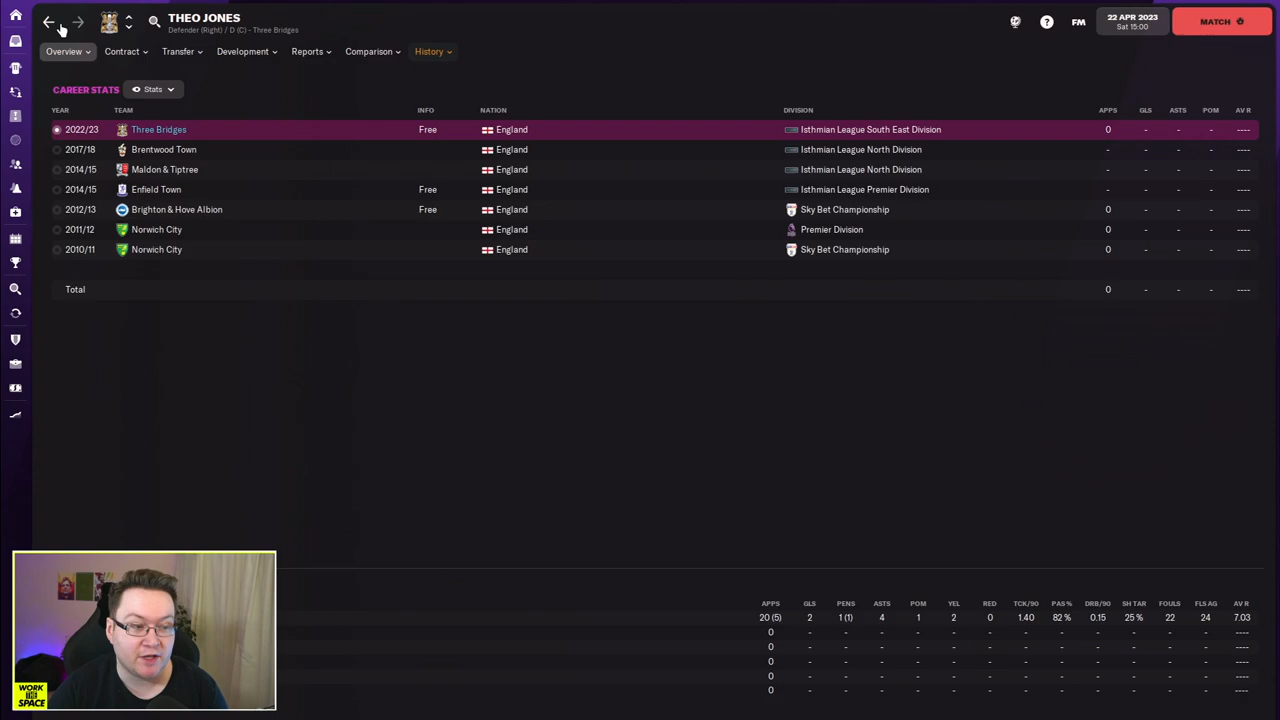 THEO JONES
Defender (Right) / D (C) - Three Bridges
FM
22 APR 2023
Sat 15:00
MATCH
Overview
Contract
Transfer
Development
Reports
Comparison
History
CAREER STATS
Stats
YEAR TEAM INFO NATION DIVISION APPS GLS ASTS POM AV R
2022/23 Three Bridges Free England Isthmian League South East Division 0 - - - ----
2017/18 Brentwood Town England Isthmian League North Division - - - - ----
2014/15 Maldon & Tiptree England Isthmian League North Division - - - - ----
2014/15 Enfield Town Free England Isthmian League Premier Division - - - - ----
2012/13 Brighton & Hove Albion Free England Sky Bet Championship 0 - - - ----
2011/12 Norwich City England Premier Division 0 - - - ----
2010/11 Norwich City England Sky Bet Championship 0 - - - ----
Total 0 - - - ----
APPS GLS PENS ASTS POM YEL RED TCK/90 PAS % DRB/90 SH TAR FOULS FLS AG AV R
20 (5) 2 1 (1) 4 1 2 0 1.40 82 % 0.15 25 % 22 24 7.03
0 ----
0 ----
0 ----
0 ----
0 ----
WORK
THE
SPACE